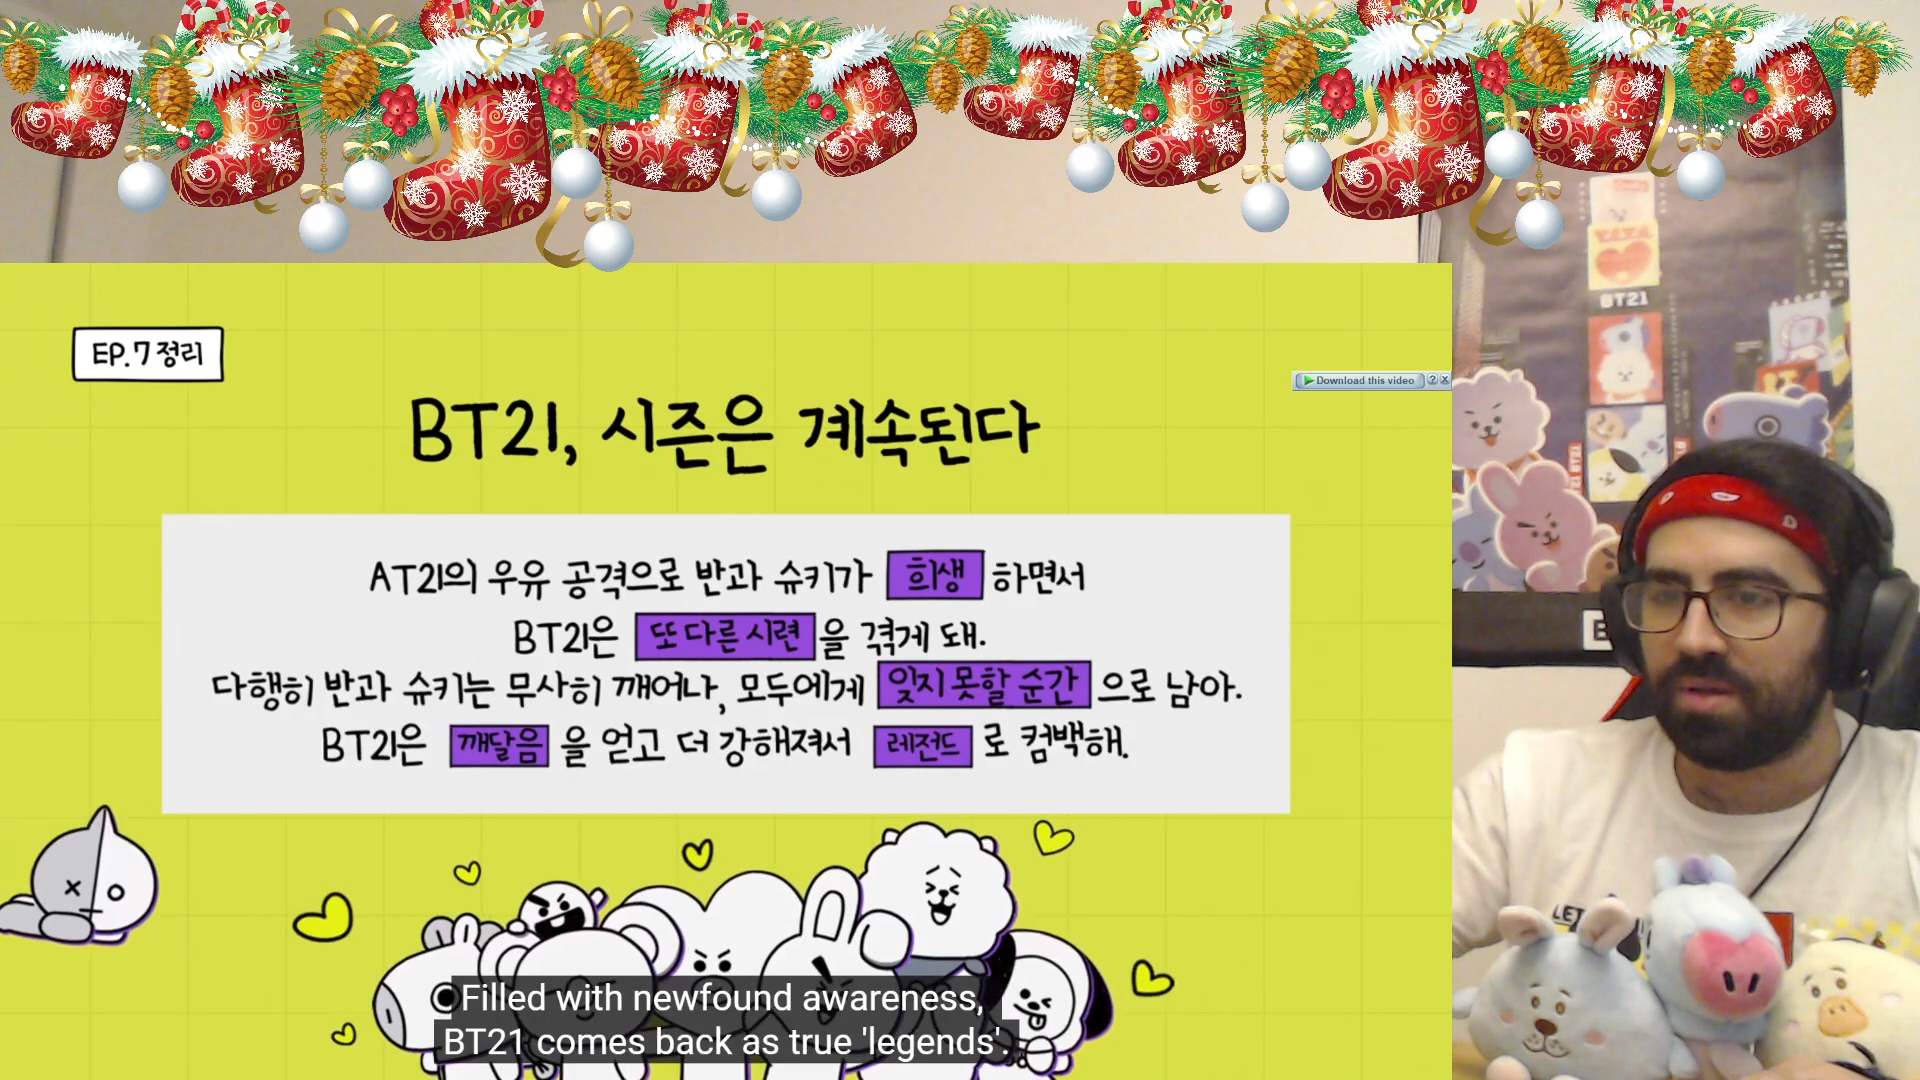 EP.7 정리
Download this video
BT21, 시즌은 계속된다
AT21의 우유 공격으로 반과 슈키가 희생 하면서
BT21은 또 다른 시련 을 겪게 돼.
다행히 반과 슈키는 무사히 깨어나, 모두에게 잊지 못할 순간 으로 남아.
BT21은 깨달음 을 얻고 더 강해져서 레전드 로 컴백해.
Filled with newfound awareness,
BT21 comes back as true 'legends'.
BT21